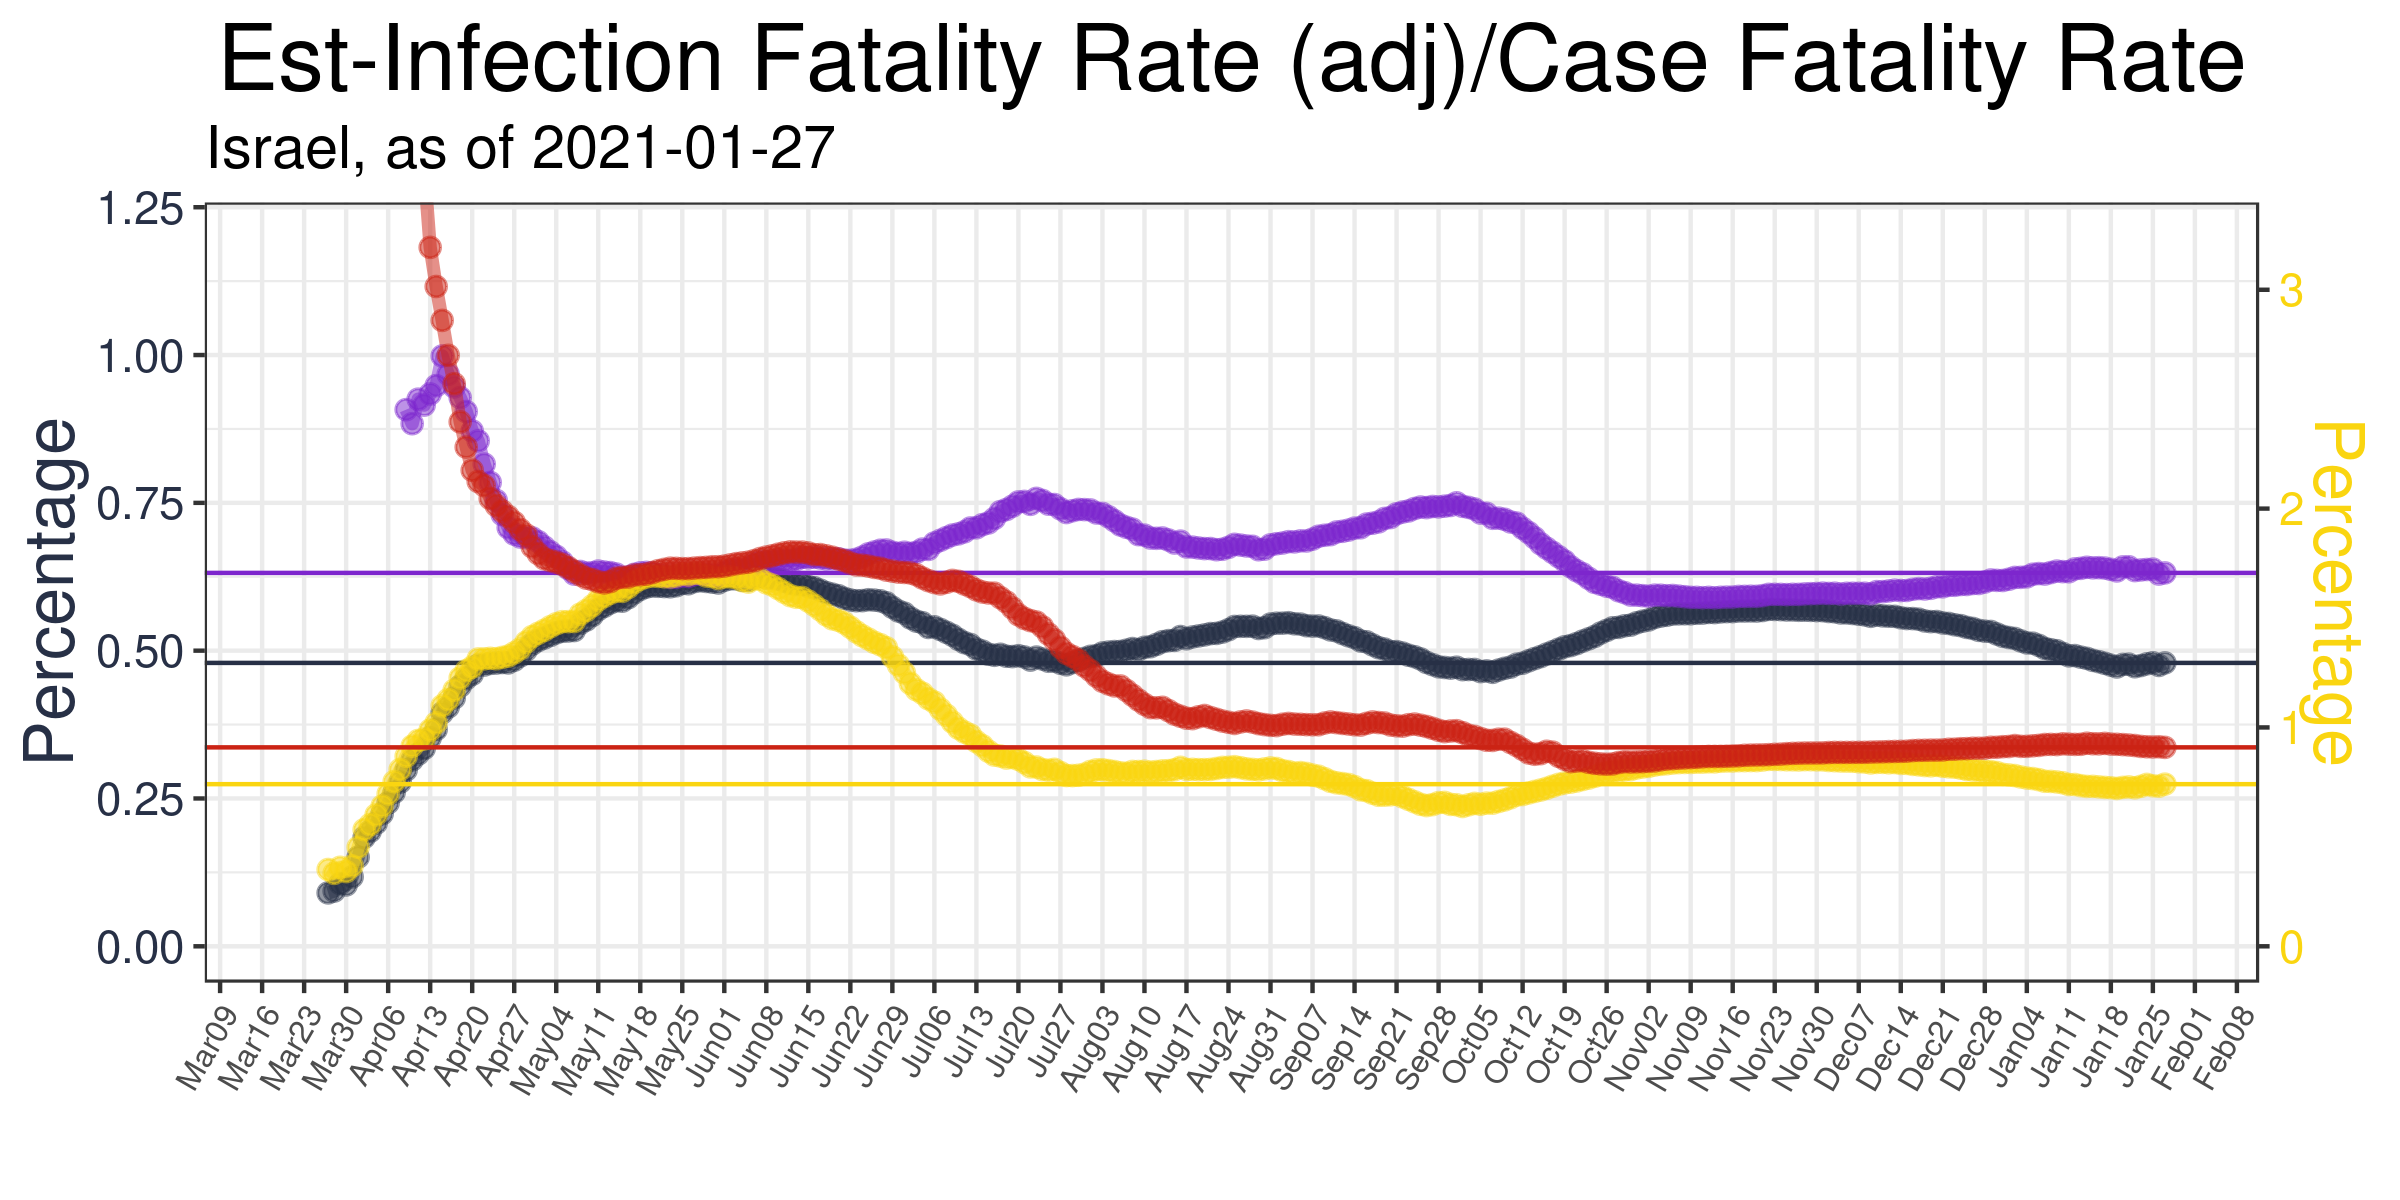 Est-Infection Fatality Rate (adj)/Case Fatality Rate
Israel, as of 2021-01-27
Percentage
1.25
1.00
0.75
0.50
0.25
0.00
3
2
1
0
Percentage
Mar09
Mar16
Mar23
Mar30
Apr06
Apr13
Apr20
Apr27
May04
May11
May18
May25
Jun01
Jun08
Jun15
Jun22
Jun29
Jul06
Jul13
Jul20
Jul27
Aug03
Aug10
Aug17
Aug24
Aug31
Sep07
Sep14
Sep21
Sep28
Oct05
Oct12
Oct19
Oct26
Nov02
Nov09
Nov16
Nov23
Nov30
Dec07
Dec14
Dec21
Dec28
Jan04
Jan11
Jan18
Jan25
Feb01
Feb08